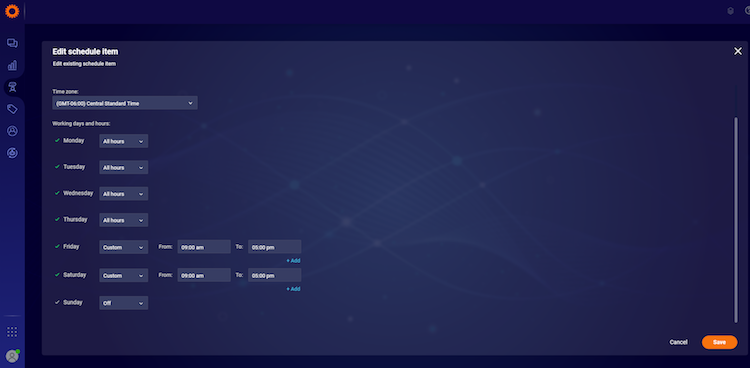 Edit schedule item
Edit existing schedule item
Time zone:
(GMT-06:00) Central Standard Time
Working days and hours:
Monday All hours
Tuesday All hours
Wednesday All hours
Thursday All hours
Friday Custom From: 09:00 am To: 05:00 pm
+ Add
Saturday Custom From: 09:00 am To: 05:00 pm
+ Add
Sunday Off
Cancel Save